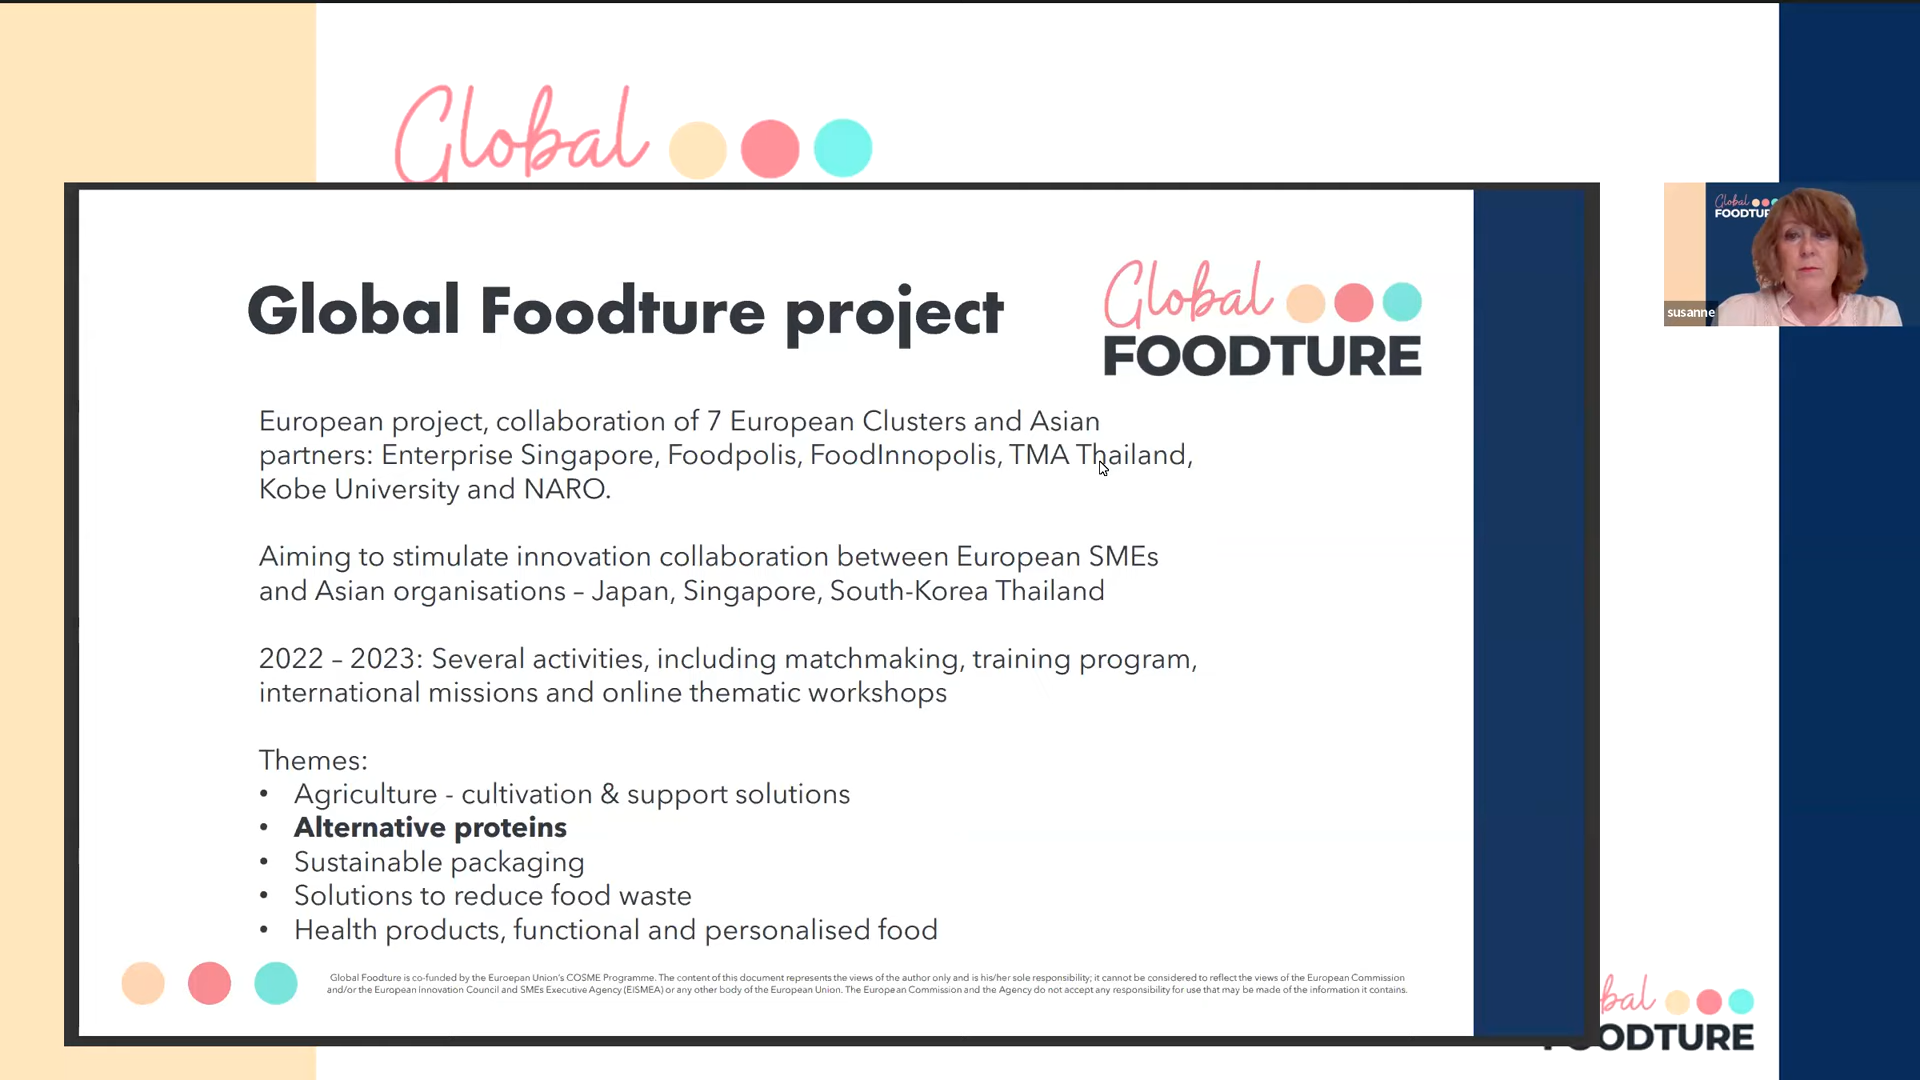 Global
Global Foodture project
Global
FOODTURE
Global
FOODTUR
susanne
European project, collaboration of 7 European Clusters and Asian
partners: Enterprise Singapore, Foodpolis, FoodInnopolis, TMA Thailand,
Kobe University and NARO.
Aiming to stimulate innovation collaboration between European SMEs
and Asian organisations – Japan, Singapore, South-Korea Thailand
2022 – 2023: Several activities, including matchmaking, training program,
international missions and online thematic workshops
Themes:
• Agriculture - cultivation & support solutions
• Alternative proteins
• Sustainable packaging
• Solutions to reduce food waste
• Health products, functional and personalised food
Global Foodture is co-funded by the Euroepan Union's COSME Programme. The content of this document represents the views of the author only and is his/her sole responsibility; it cannot be considered to reflect the views of the European Commission
and/or the European Innovation Council and SMEs Executive Agency (EISMEA) or any other body of the European Union. The European Commission and the Agency do not accept any responsibility for use that may be made of the information it contains.
bal
OODTURE